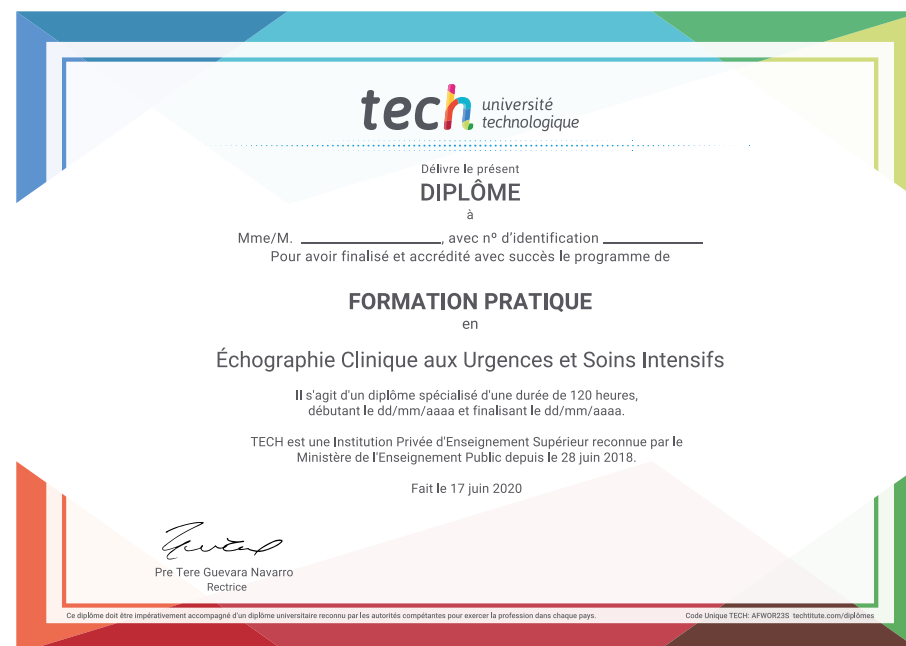 tech université
technologique
Délivre le présent
DIPLÔME
à
Mme/M. ____________________, avec nº d'identification ______________
Pour avoir finalisé et accrédité avec succès le programme de
FORMATION PRATIQUE
en
Échographie Clinique aux Urgences et Soins Intensifs
Il s'agit d'un diplôme spécialisé d'une durée de 120 heures,
débutant le dd/mm/aaaa et finalisant le dd/mm/aaaa.
TECH est une Institution Privée d'Enseignement Supérieur reconnue par le
Ministère de l'Enseignement Public depuis le 28 juin 2018.
Fait le 17 juin 2020
Pre Tere Guevara Navarro
Rectrice
Ce diplôme doit être impérativement accompagné d'un diplôme universitaire reconnu par les autorités compétantes pour exercer la profession dans chaque pays.
Code Unique TECH: AFWOR23S techtitute.com/diplômes